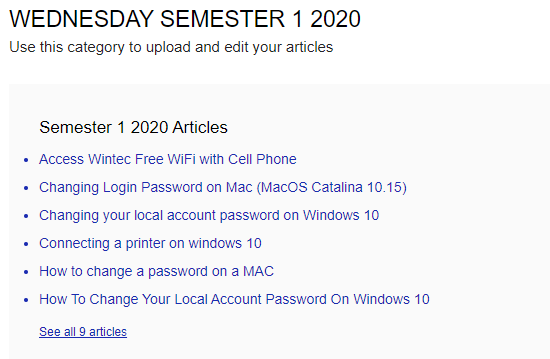 WEDNESDAY SEMESTER 1 2020
Use this category to upload and edit your articles
Semester 1 2020 Articles
Access Wintec Free WiFi with Cell Phone
Changing Login Password on Mac (MacOS Catalina 10.15)
Changing your local account password on Windows 10
Connecting a printer on windows 10
How to change a password on a MAC
How To Change Your Local Account Password On Windows 10
See all 9 articles